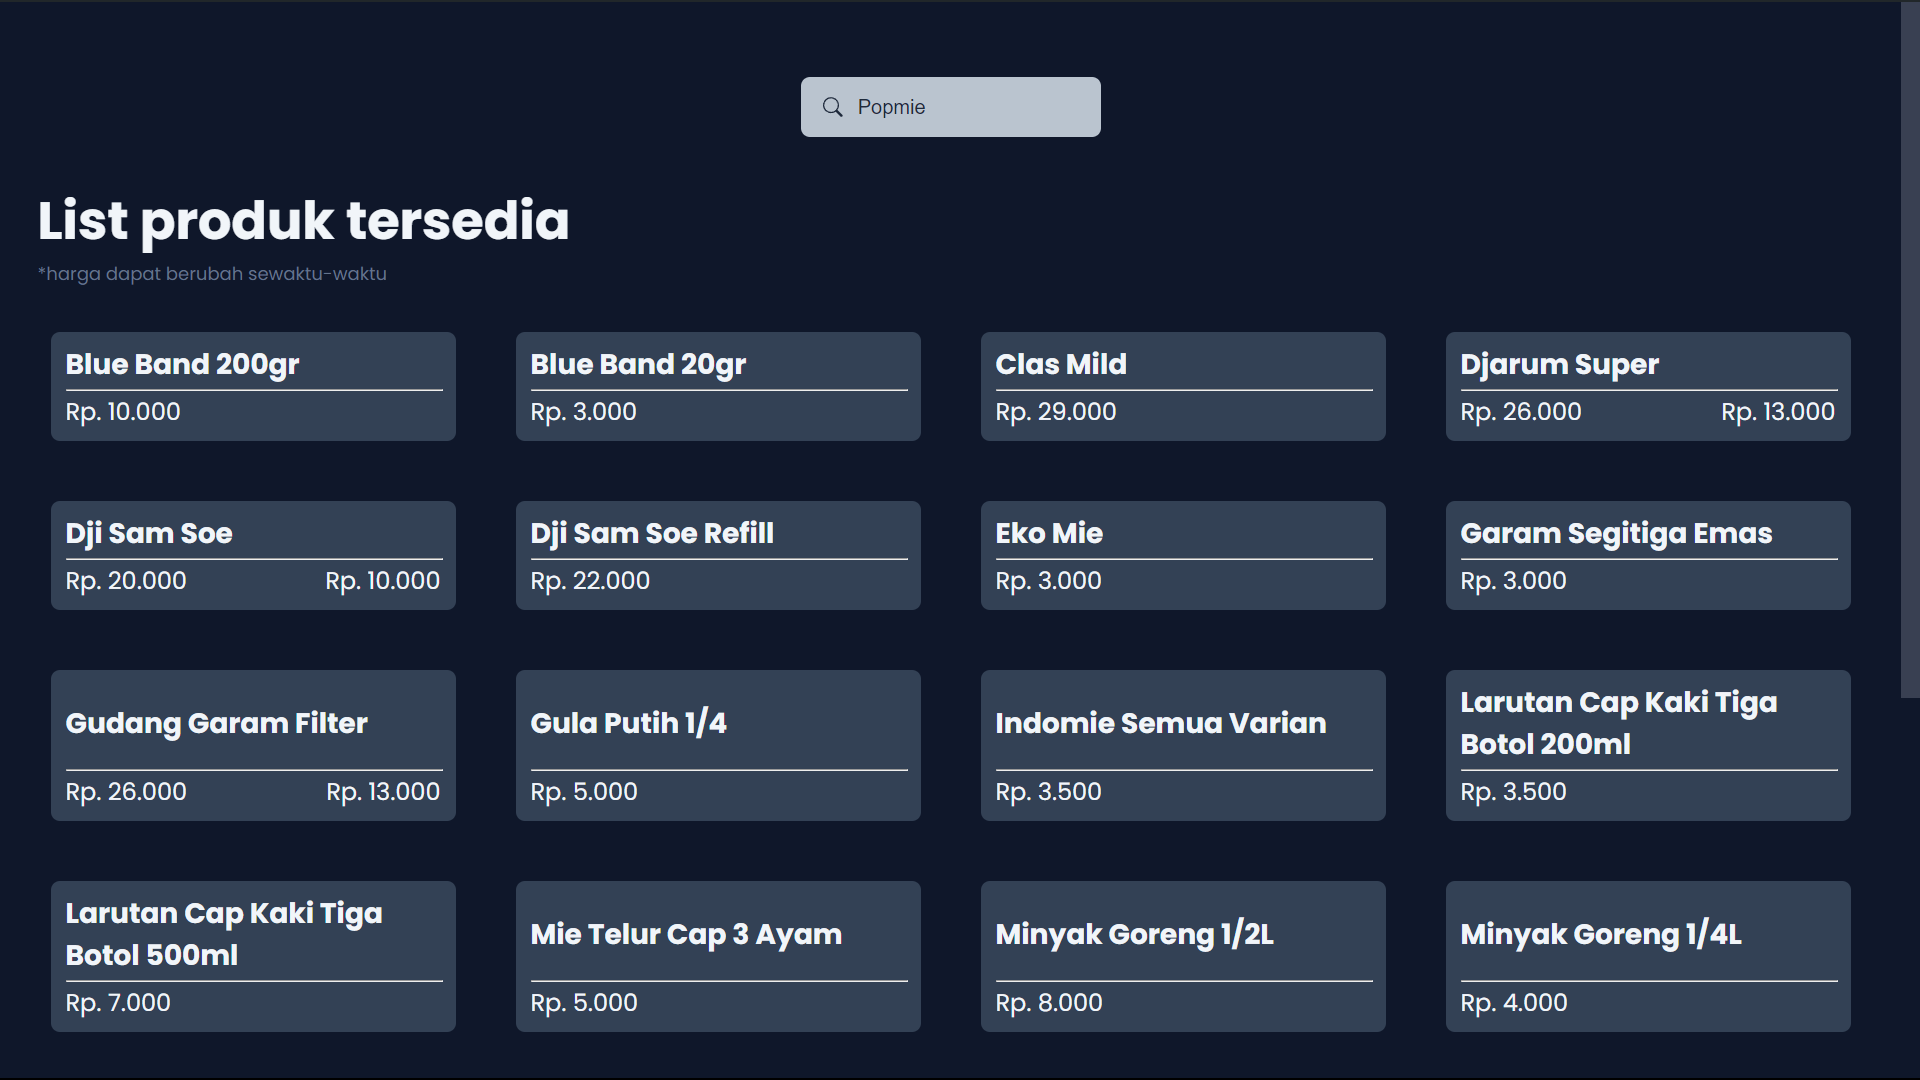 Popmie
List produk tersedia
*harga dapat berubah sewaktu-waktu
Blue Band 200gr
Rp. 10.000
Blue Band 20gr
Rp. 3.000
Clas Mild
Rp. 29.000
Djarum Super
Rp. 26.000 Rp. 13.000
Dji Sam Soe
Rp. 20.000 Rp. 10.000
Dji Sam Soe Refill
Rp. 22.000
Eko Mie
Rp. 3.000
Garam Segitiga Emas
Rp. 3.000
Gudang Garam Filter
Rp. 26.000 Rp. 13.000
Gula Putih 1/4
Rp. 5.000
Indomie Semua Varian
Rp. 3.500
Larutan Cap Kaki Tiga
Botol 200ml
Rp. 3.500
Larutan Cap Kaki Tiga
Botol 500ml
Rp. 7.000
Mie Telur Cap 3 Ayam
Rp. 5.000
Minyak Goreng 1/2L
Rp. 8.000
Minyak Goreng 1/4L
Rp. 4.000